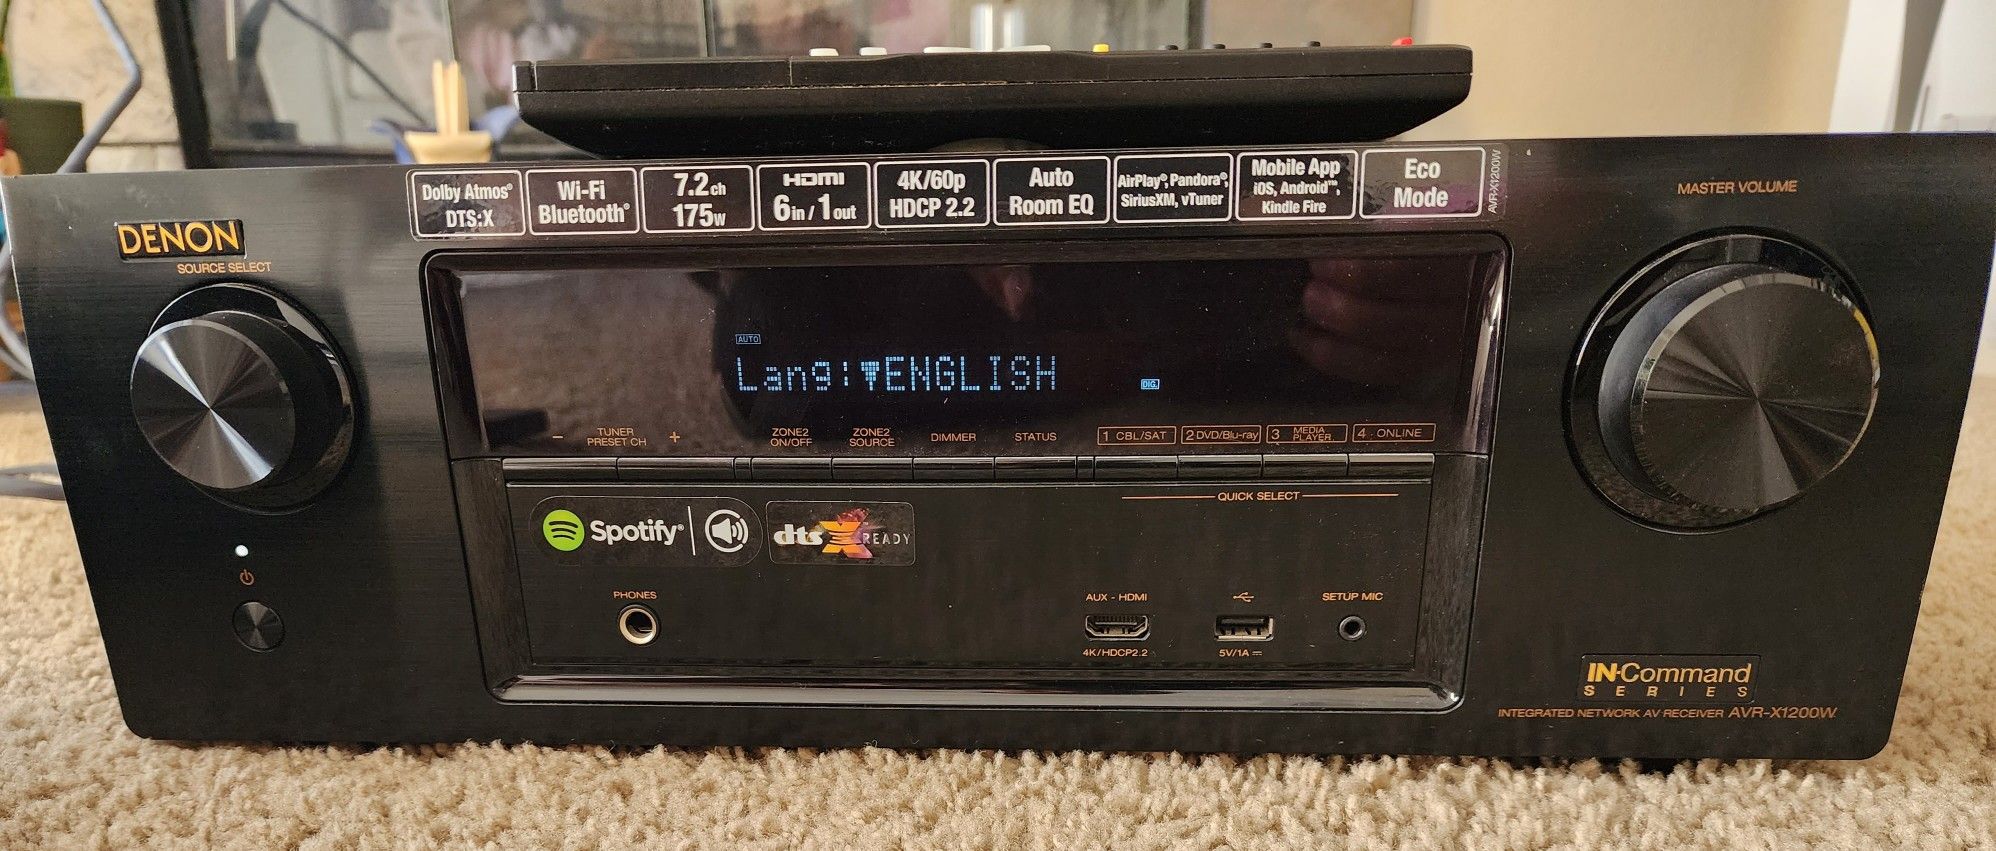 Dolby Atmos®
DTS:X
Wi-Fi
Bluetooth®
7.2ch
175w
HDMI
6in / 1out
4K/60p
HDCP 2.2
Auto
Room EQ
AirPlay®, Pandora®,
SiriusXM, vTuner
Mobile App
iOS, Android™,
Kindle Fire
Eco
Mode
AVR-X1200W
MASTER VOLUME
DENON
SOURCE SELECT
AUTO
Lang:▼ENGLISH
DIG.
− TUNER PRESET CH +
ZONE2
ON/OFF
ZONE2
SOURCE
DIMMER
STATUS
1 CBL/SAT
2 DVD/Blu-ray
3 MEDIA PLAYER
4 . ONLINE
QUICK SELECT
Spotify®
dts X READY
PHONES
AUX - HDMI
4K/HDCP2.2
5V/1A
SETUP MIC
IN·Command
SERIES
INTEGRATED NETWORK AV RECEIVER AVR-X1200W